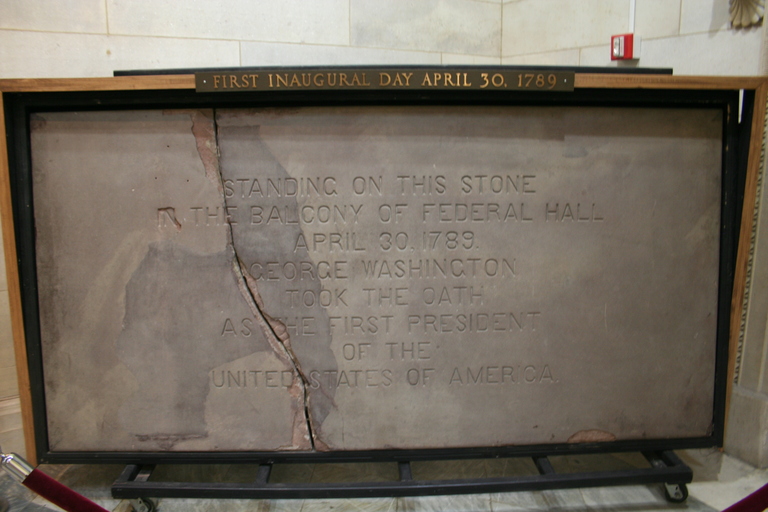 · FIRST INAUGURAL DAY APRIL 30, 1789 ·
STANDING ON THIS STONE
IN THE BALCONY OF FEDERAL HALL
APRIL 30. 1789.
GEORGE WASHINGTON
TOOK THE OATH
AS THE FIRST PRESIDENT
OF THE
UNITED STATES OF AMERICA.